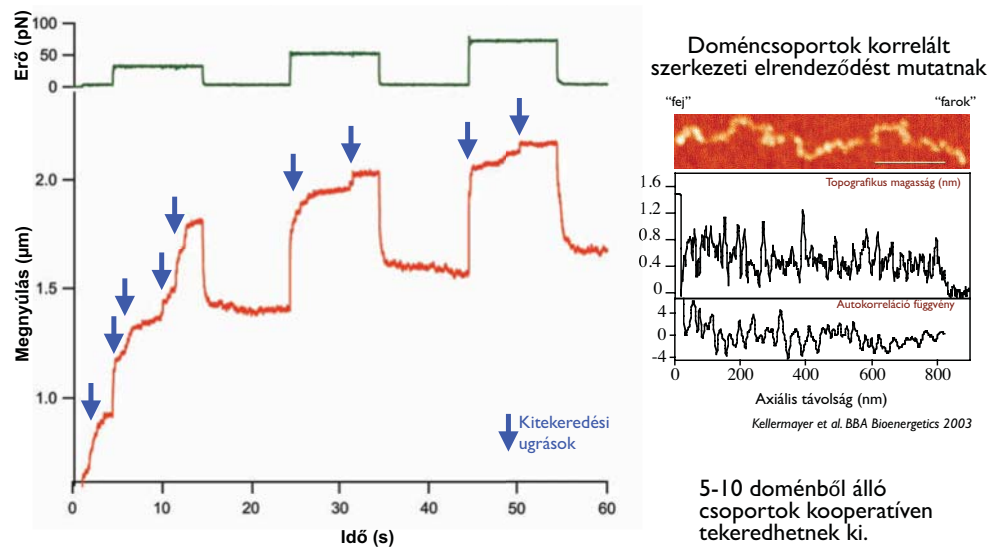 Erő (pN)
100
50
0
Megnyúlás (µm)
2.0
1.5
1.0
0
10
20
30
40
50
60
Idő (s)
Kitekeredési
ugrások
Doméncsoportok korrelált
szerkezeti elrendeződést mutatnak
“fej”
“farok”
Topografikus magasság (nm)
1.6
1.2
0.8
0.4
0
Autokorreláció függvény
4
0
-4
0
200
400
600
800
Axiális távolság (nm)
Kellermayer et al. BBA Bioenergetics 2003
5-10 doménből álló
csoportok kooperatíven
tekeredhetnek ki.